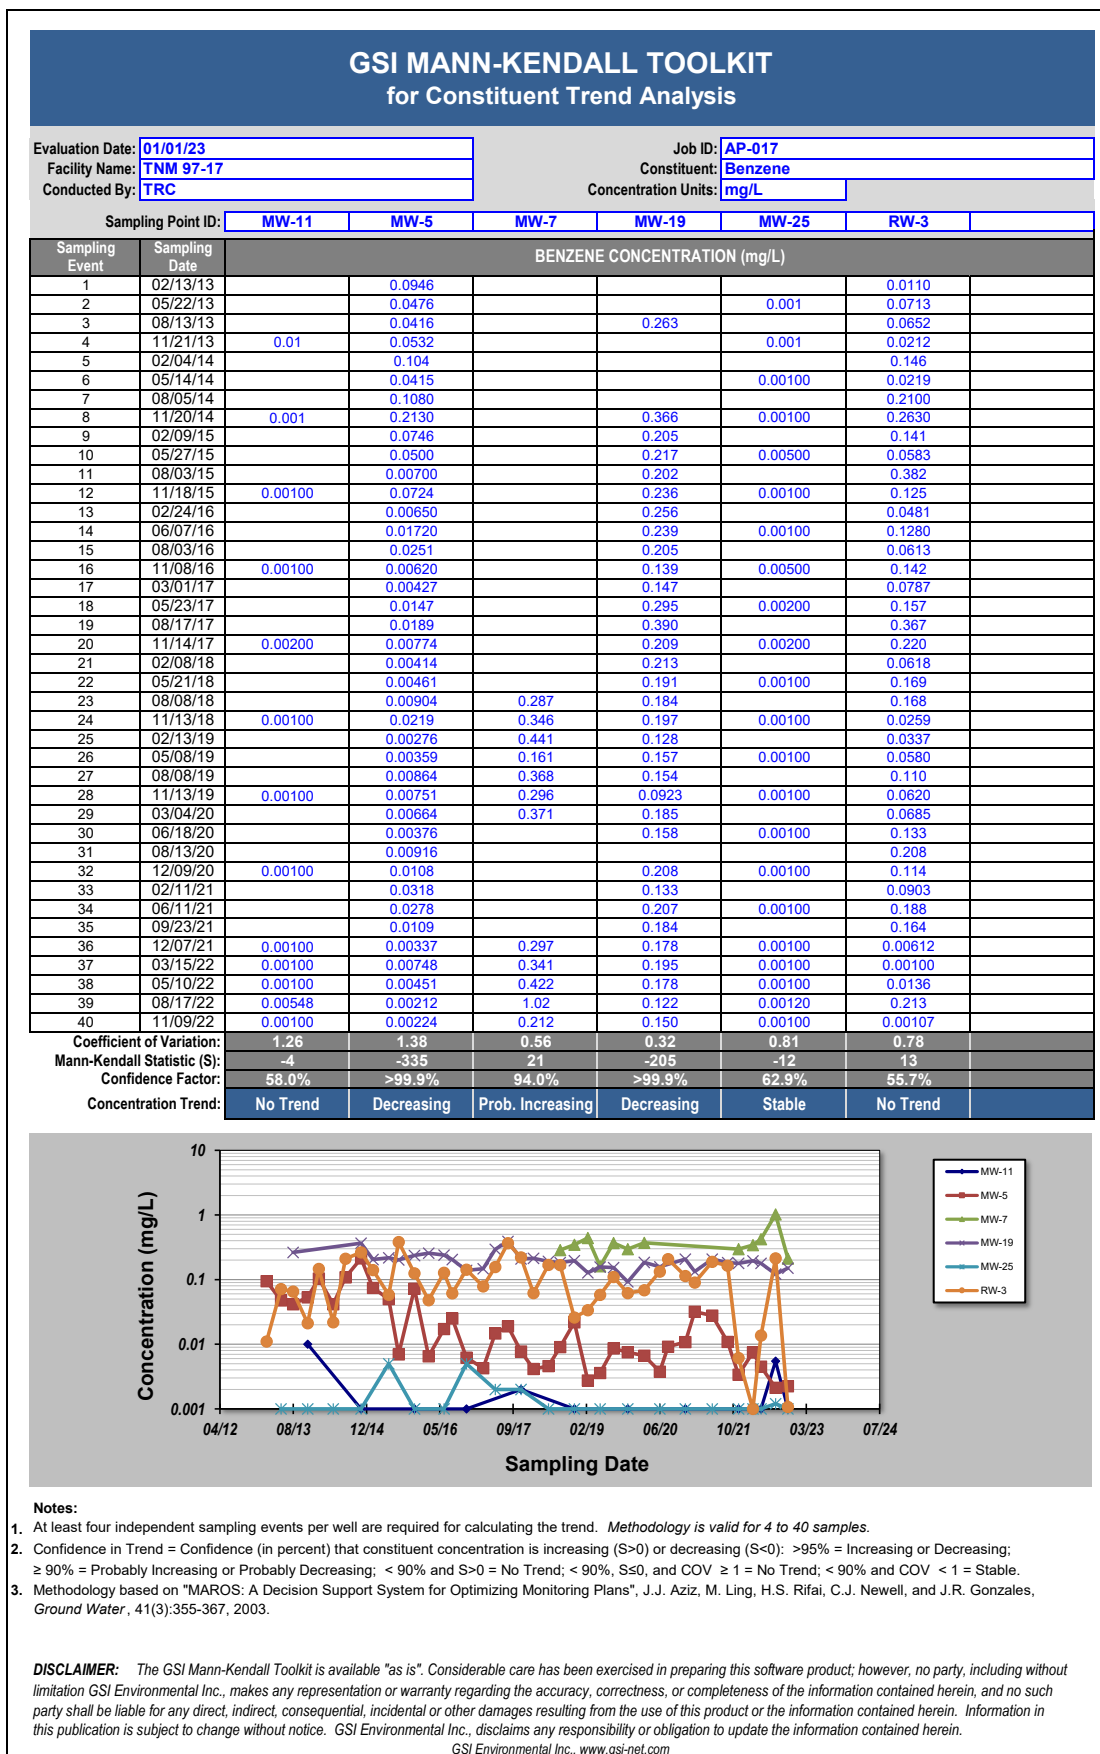 GSI MANN-KENDALL TOOLKIT
for Constituent Trend Analysis
Evaluation Date: 01/01/23 Job ID: AP-017
Facility Name: TNM 97-17 Constituent: Benzene
Conducted By: TRC Concentration Units: mg/L
Sampling Point ID: MW-11 MW-5 MW-7 MW-19 MW-25 RW-3
Sampling Event Sampling Date BENZENE CONCENTRATION (mg/L)
1 02/13/13 0.0946 0.0110
2 05/22/13 0.0476 0.001 0.0713
3 08/13/13 0.0416 0.263 0.0652
4 11/21/13 0.01 0.0532 0.001 0.0212
5 02/04/14 0.104 0.146
6 05/14/14 0.0415 0.00100 0.0219
7 08/05/14 0.1080 0.2100
8 11/20/14 0.001 0.2130 0.366 0.00100 0.2630
9 02/09/15 0.0746 0.205 0.141
10 05/27/15 0.0500 0.217 0.00500 0.0583
11 08/03/15 0.00700 0.202 0.382
12 11/18/15 0.00100 0.0724 0.236 0.00100 0.125
13 02/24/16 0.00650 0.256 0.0481
14 06/07/16 0.01720 0.239 0.00100 0.1280
15 08/03/16 0.0251 0.205 0.0613
16 11/08/16 0.00100 0.00620 0.139 0.00500 0.142
17 03/01/17 0.00427 0.147 0.0787
18 05/23/17 0.0147 0.295 0.00200 0.157
19 08/17/17 0.0189 0.390 0.367
20 11/14/17 0.00200 0.00774 0.209 0.00200 0.220
21 02/08/18 0.00414 0.213 0.0618
22 05/21/18 0.00461 0.191 0.00100 0.169
23 08/08/18 0.00904 0.287 0.184 0.168
24 11/13/18 0.00100 0.0219 0.346 0.197 0.00100 0.0259
25 02/13/19 0.00276 0.441 0.128 0.0337
26 05/08/19 0.00359 0.161 0.157 0.00100 0.0580
27 08/08/19 0.00864 0.368 0.154 0.110
28 11/13/19 0.00100 0.00751 0.296 0.0923 0.00100 0.0620
29 03/04/20 0.00664 0.371 0.185 0.0685
30 06/18/20 0.00376 0.158 0.00100 0.133
31 08/13/20 0.00916 0.208
32 12/09/20 0.00100 0.0108 0.208 0.00100 0.114
33 02/11/21 0.0318 0.133 0.0903
34 06/11/21 0.0278 0.207 0.00100 0.188
35 09/23/21 0.0109 0.184 0.164
36 12/07/21 0.00100 0.00337 0.297 0.178 0.00100 0.00612
37 03/15/22 0.00100 0.00748 0.341 0.195 0.00100 0.00100
38 05/10/22 0.00100 0.00451 0.422 0.178 0.00100 0.0136
39 08/17/22 0.00548 0.00212 1.02 0.122 0.00120 0.213
40 11/09/22 0.00100 0.00224 0.212 0.150 0.00100 0.00107
Coefficient of Variation: 1.26 1.38 0.56 0.32 0.81 0.78
Mann-Kendall Statistic (S): -4 -335 21 -205 -12 13
Confidence Factor: 58.0% >99.9% 94.0% >99.9% 62.9% 55.7%
Concentration Trend: No Trend Decreasing Prob. Increasing Decreasing Stable No Trend
Concentration (mg/L)
10
1
0.1
0.01
0.001
04/12 08/13 12/14 05/16 09/17 02/19 06/20 10/21 03/23 07/24
Sampling Date
MW-11
MW-5
MW-7
MW-19
MW-25
RW-3
Notes:
1. At least four independent sampling events per well are required for calculating the trend. Methodology is valid for 4 to 40 samples.
2. Confidence in Trend = Confidence (in percent) that constituent concentration is increasing (S>0) or decreasing (S<0): >95% = Increasing or Decreasing;
≥ 90% = Probably Increasing or Probably Decreasing; < 90% and S>0 = No Trend; < 90%, S≤0, and COV ≥ 1 = No Trend; < 90% and COV < 1 = Stable.
3. Methodology based on "MAROS: A Decision Support System for Optimizing Monitoring Plans", J.J. Aziz, M. Ling, H.S. Rifai, C.J. Newell, and J.R. Gonzales,
Ground Water, 41(3):355-367, 2003.
DISCLAIMER: The GSI Mann-Kendall Toolkit is available "as is". Considerable care has been exercised in preparing this software product; however, no party, including without
limitation GSI Environmental Inc., makes any representation or warranty regarding the accuracy, correctness, or completeness of the information contained herein, and no such
party shall be liable for any direct, indirect, consequential, incidental or other damages resulting from the use of this product or the information contained herein. Information in
this publication is subject to change without notice. GSI Environmental Inc., disclaims any responsibility or obligation to update the information contained herein.
GSI Environmental Inc., www.gsi-net.com